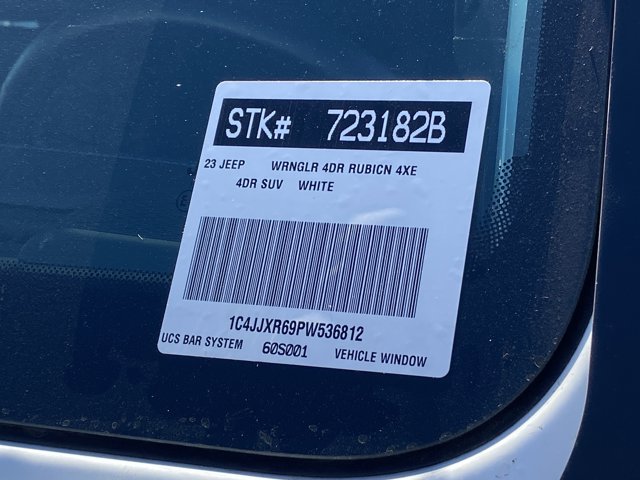 STK# 723182B
23 JEEP WRNGLR 4DR RUBICN 4XE
4DR SUV WHITE
1C4JJXR69PW536812
UCS BAR SYSTEM 60S001 VEHICLE WINDOW